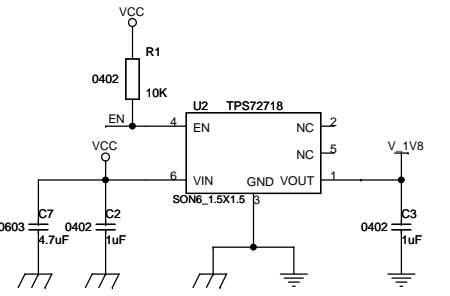 VCC
R1
0402
10K
U2 TPS72718
EN
4 EN NC 2
VCC
NC 5
V_1V8
6 VIN GND VOUT 1
SON6_1.5X1.5 3
C7
0603
4.7uF
C2
0402
1uF
C3
0402
1uF